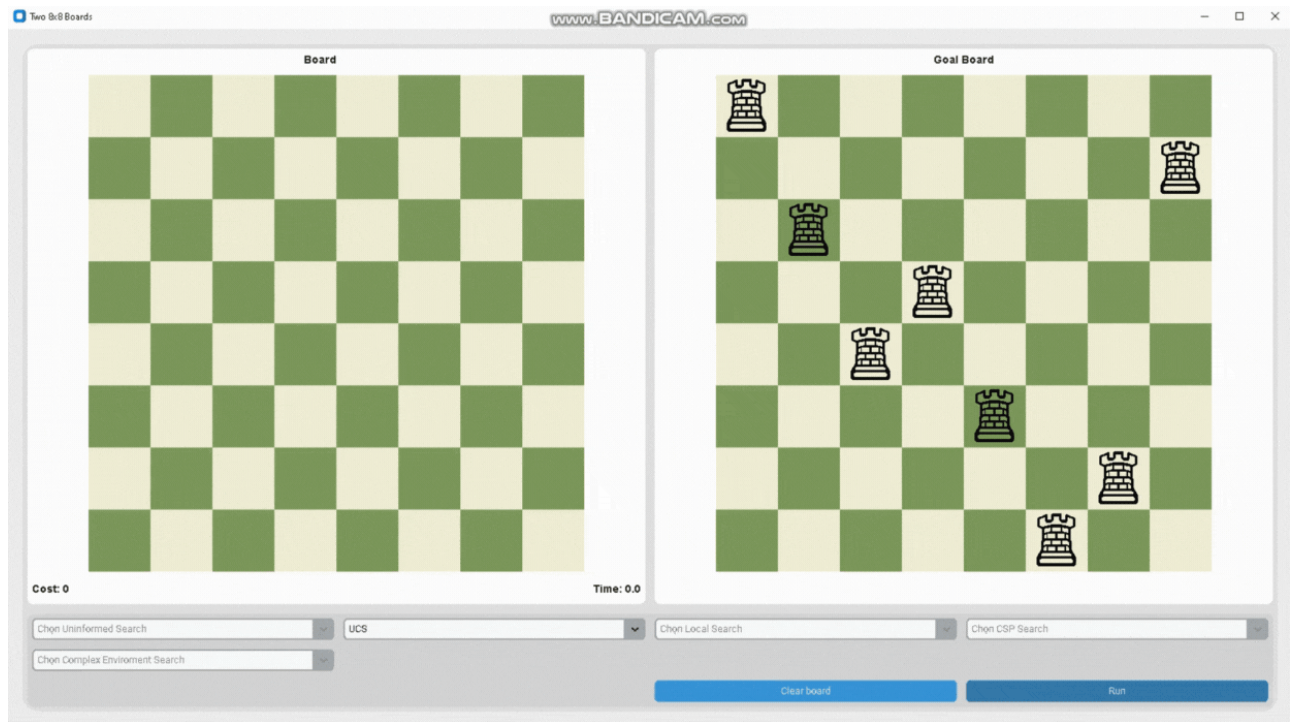 Two 8x8 Boards
www.BANDICAM.com
Board
Goal Board
Cost: 0
Time: 0.0
Chọn Uninformed Search
UCS
Chọn Local Search
Chọn CSP Search
Chọn Complex Enviroment Search
Clear board
Run